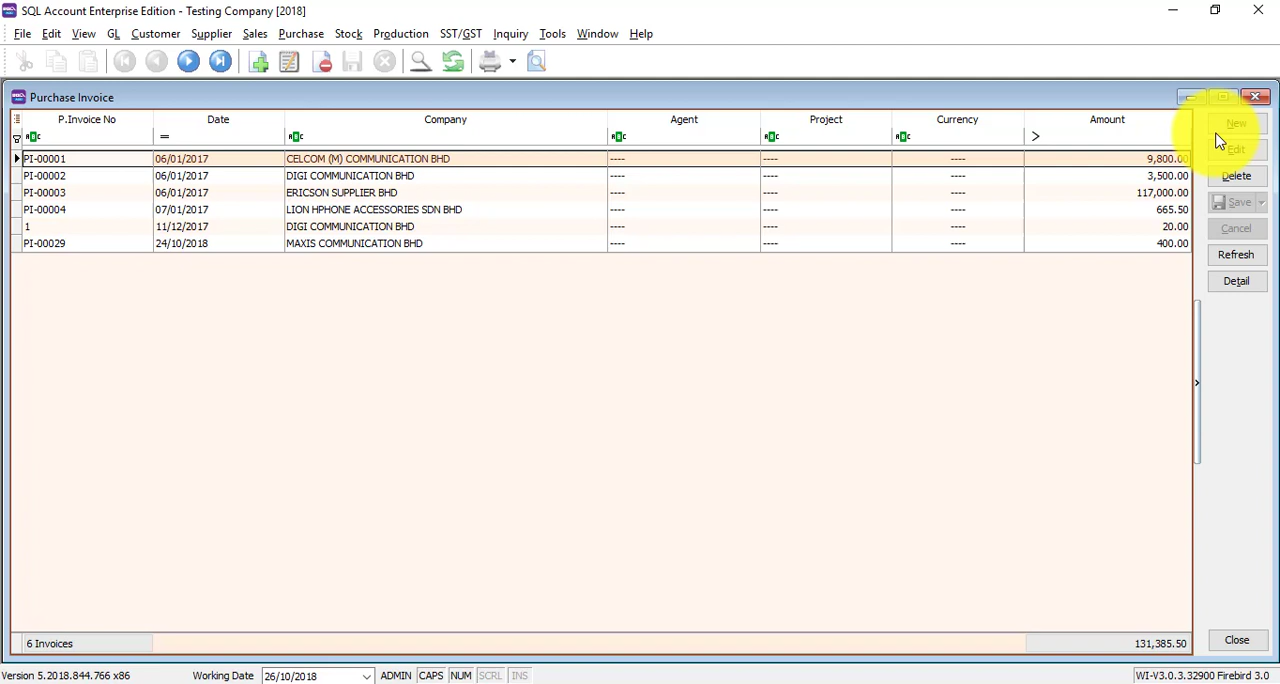 SQL Account Enterprise Edition - Testing Company [2018]
File Edit View GL Customer Supplier Sales Purchase Stock Production SST/GST Inquiry Tools Window Help
Purchase Invoice
P.Invoice No Date Company Agent Project Currency Amount
= >
PI-00001 06/01/2017 CELCOM (M) COMMUNICATION BHD ---- ---- ---- 9,800.00
PI-00002 06/01/2017 DIGI COMMUNICATION BHD ---- ---- ---- 3,500.00
PI-00003 06/01/2017 ERICSON SUPPLIER BHD ---- ---- ---- 117,000.00
PI-00004 07/01/2017 LION HPHONE ACCESSORIES SDN BHD ---- ---- ---- 665.50
1 11/12/2017 DIGI COMMUNICATION BHD ---- ---- ---- 20.00
PI-00029 24/10/2018 MAXIS COMMUNICATION BHD ---- ---- ---- 400.00
6 Invoices 131,385.50
New
Edit
Delete
Save
Cancel
Refresh
Detail
Close
Version 5.2018.844.766 x86 Working Date 26/10/2018 ADMIN CAPS NUM SCRL INS WI-V3.0.3.32900 Firebird 3.0